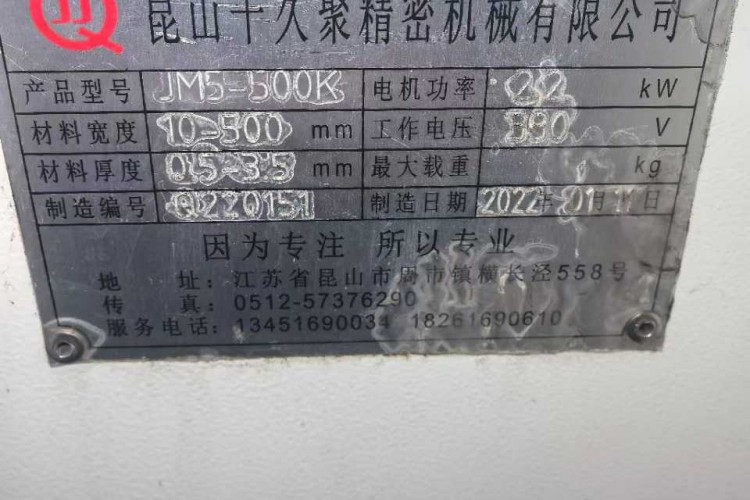 昆山十久聚精密机械有限公司
产品型号 JM5-500K 电机功率 22 kW
材料宽度 10-500 mm 工作电压 380 V
材料厚度 0.5-3.5 mm 最大载重 kg
制造编号 Q220151 制造日期 2022年01月11日
因为专注 所以专业
地 址：江苏省昆山市周市镇横长泾558号
传 真：0512-57376290
服务电话：13451690034 18261690610